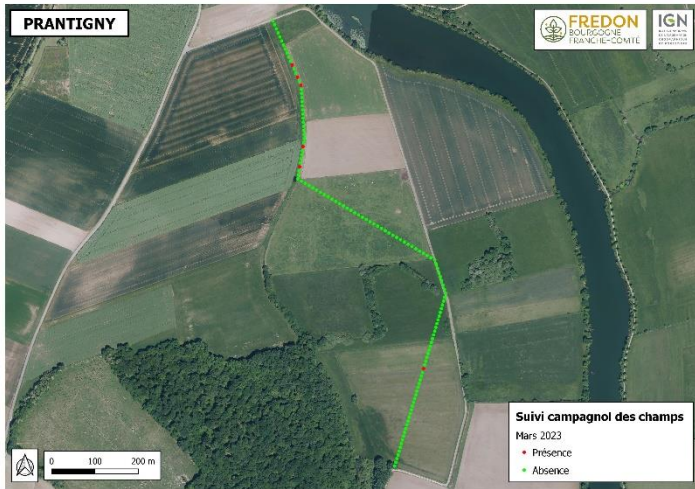 PRANTIGNY
FREDON
BOURGOGNE
FRANCHE-COMTÉ
IGN
Suivi campagnol des champs
Mars 2023
Présence
Absence
0 100 200 m